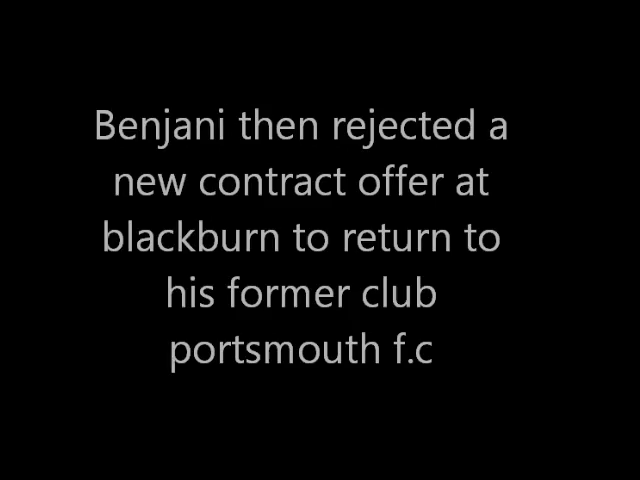 Benjani then rejected a
new contract offer at
blackburn to return to
his former club
portsmouth f.c